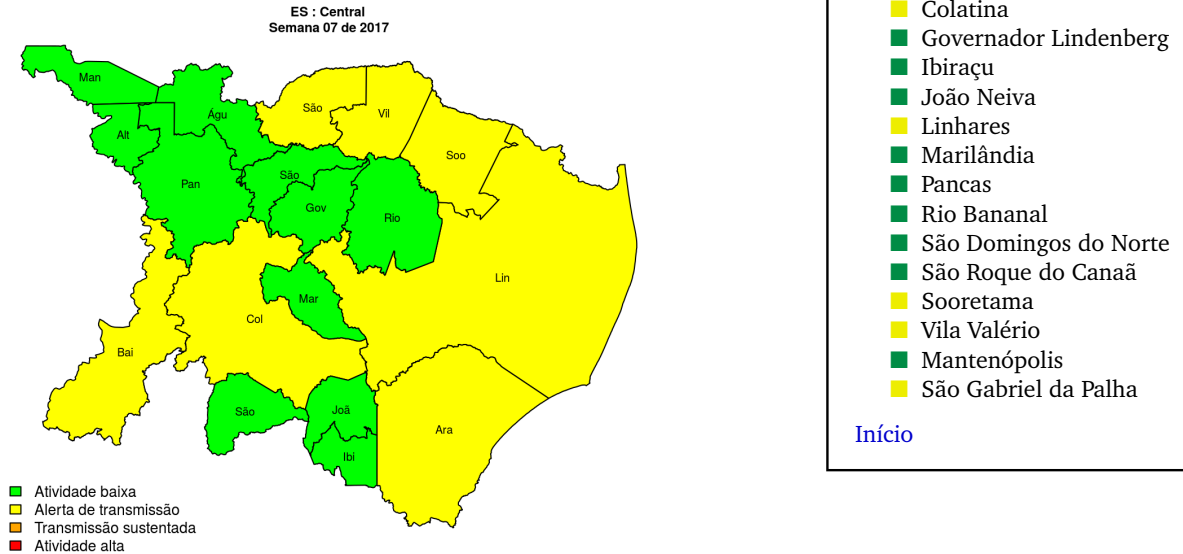 ES : Central
Semana 07 de 2017
Man
Águ
São
Vil
Alt
Soo
Pan
São
Gov
Rio
Lin
Mar
Col
Bai
São
Joã
Ara
Ibi
Atividade baixa
Alerta de transmissão
Transmissão sustentada
Atividade alta
Colatina
Governador Lindenberg
Ibiraçu
João Neiva
Linhares
Marilândia
Pancas
Rio Bananal
São Domingos do Norte
São Roque do Canaã
Sooretama
Vila Valério
Mantenópolis
São Gabriel da Palha
Início